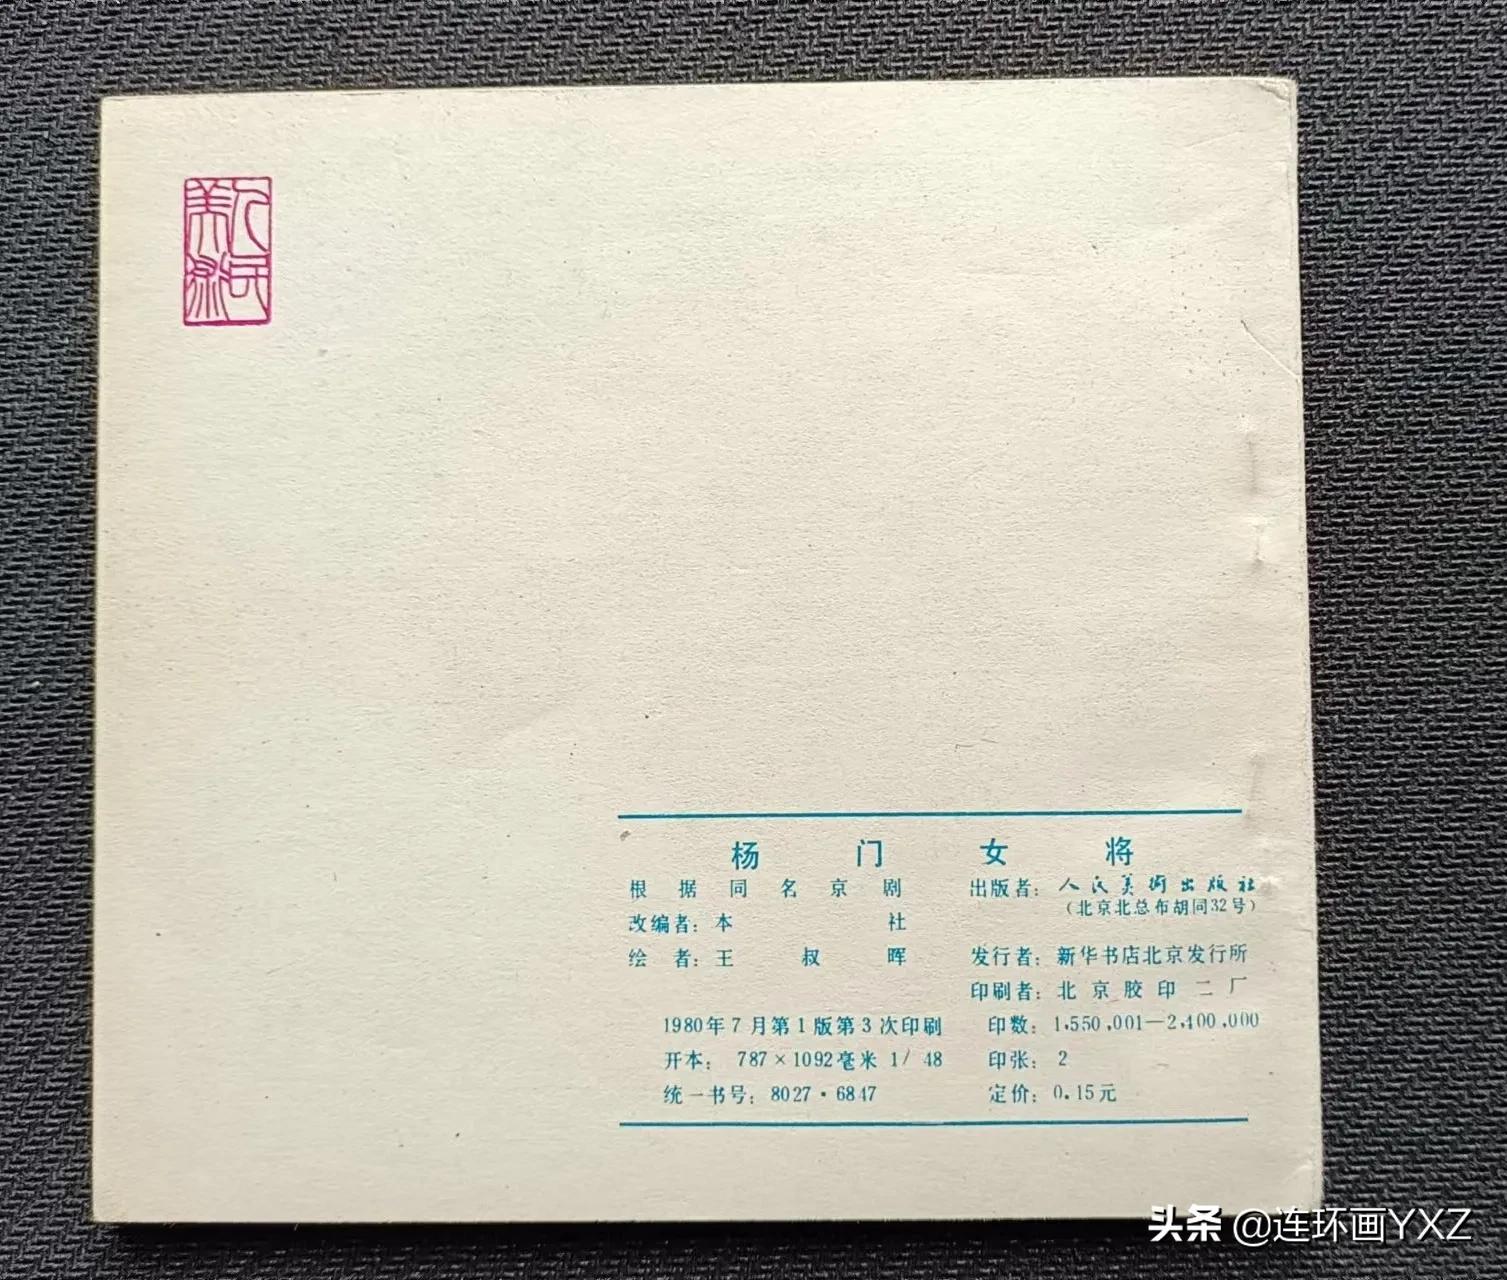 人民美術
杨门女将
根据同名京剧
改编者：本社
绘者：王叔晖
1980年7月第1版第3次印刷
开本：787×1092毫米 1/48
统一书号：8027·6847
出版者：人民美術出版社
（北京北总布胡同32号）
发行者：新华书店北京发行所
印刷者：北京胶印二厂
印数：1,550,001—2,400,000
印张：2
定价：0.15元
头条 @连环画YXZ